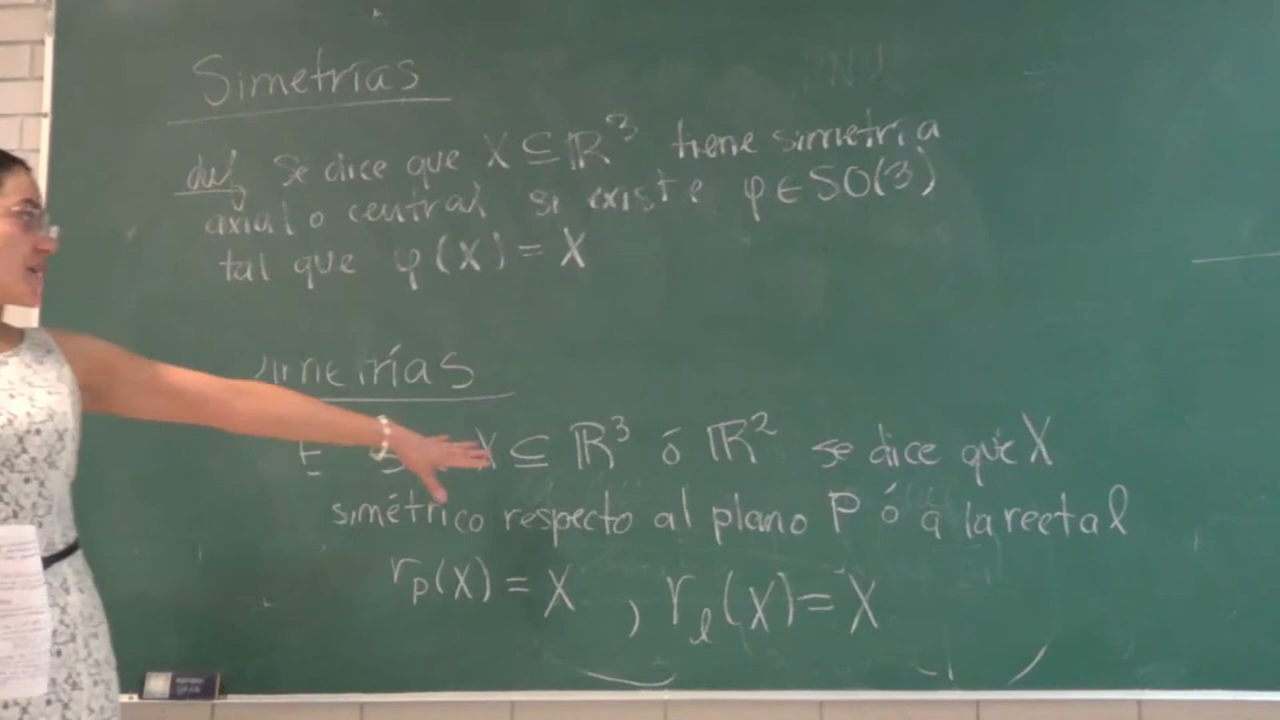 Simetrías
def Se dice que X ⊆ ℝ³ tiene simetría
axial o central si existe φ ∈ SO(3)
tal que φ(X) = X
X ⊆ ℝ³ ó ℝ² se dice que X
simétrico respecto al plano P ó a la recta l
r_P(X) = X , r_l(X) = X